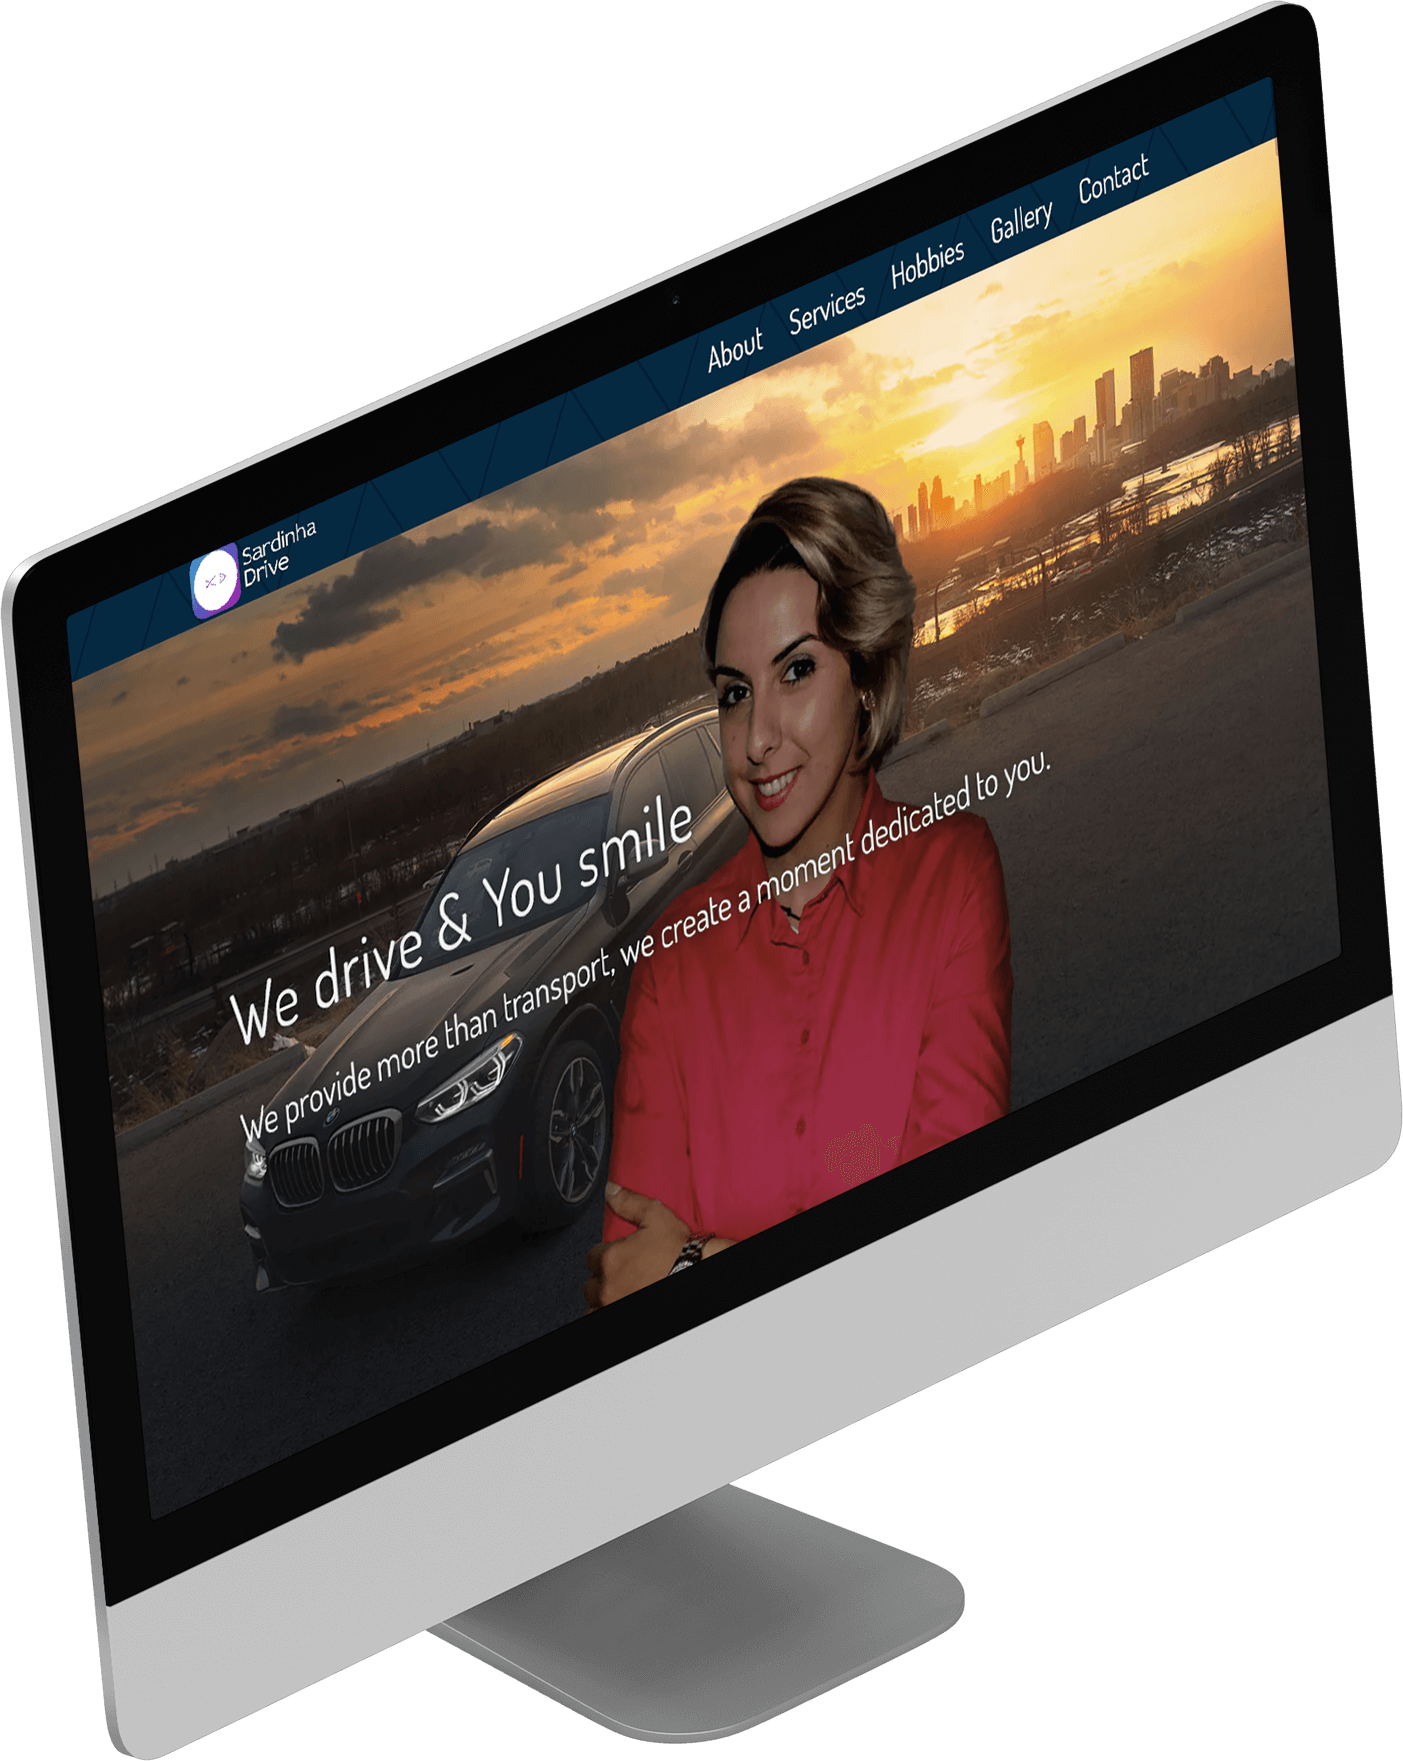 Sardinha
Drive
About Services Hobbies Gallery Contact
We drive & You smile
We provide more than transport, we create a moment dedicated to you.